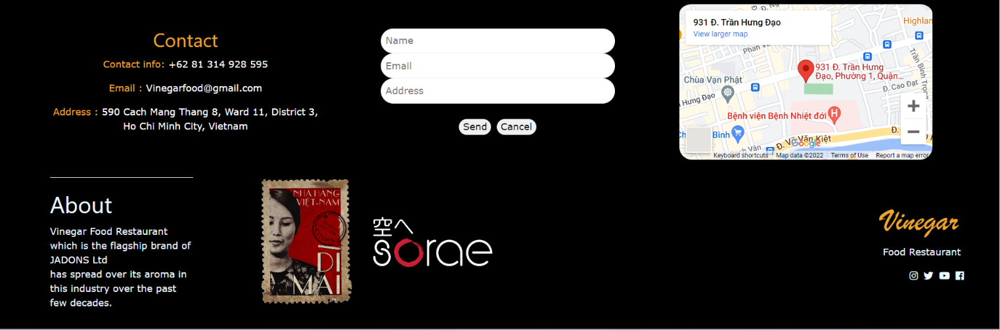 Contact
Contact info: +62 81 314 928 595
Email : Vinegarfood@gmail.com
Address : 590 Cach Mang Thang 8, Ward 11, District 3,
Ho Chi Minh City, Vietnam
Name
Email
Address
Send Cancel
931 Đ. Trần Hưng Đạo
View larger map
Highlan
Phan V
Trần Bình Trọng
931 Đ. Trần Hưng
Đạo, Phường 1, Quận...
Chùa Vạn Phật
Đ. Cao Đạt
Hưng Đạo
Bệnh viện Bệnh Nhiệt đới
Bình
Đ. Võ Văn Kiệt
Đ.
Google
Bạch Vân
Keyboard shortcuts
Map data ©2022
Terms of Use
Report a map error
About
Vinegar Food Restaurant
which is the flagship brand of
JADONS Ltd
has spread over its aroma in
this industry over the past
few decades.
NHÀ HÀNG
VIỆT-NAM
DI
MAI
空へ
sorae
Vinegar
Food Restaurant